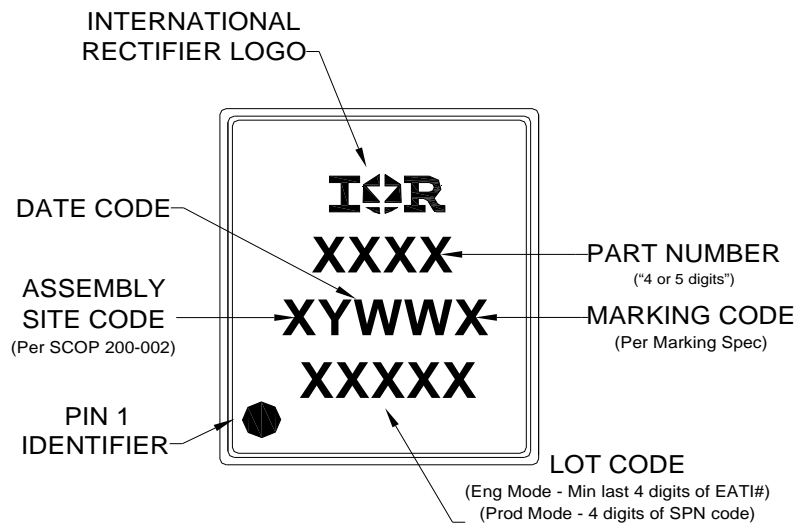 INTERNATIONAL
RECTIFIER LOGO
IOR
DATE CODE
XXXX
PART NUMBER
(“4 or 5 digits”)
ASSEMBLY
SITE CODE
(Per SCOP 200-002)
XYWWX
MARKING CODE
(Per Marking Spec)
XXXXX
PIN 1
IDENTIFIER
LOT CODE
(Eng Mode - Min last 4 digits of EATI#)
(Prod Mode - 4 digits of SPN code)